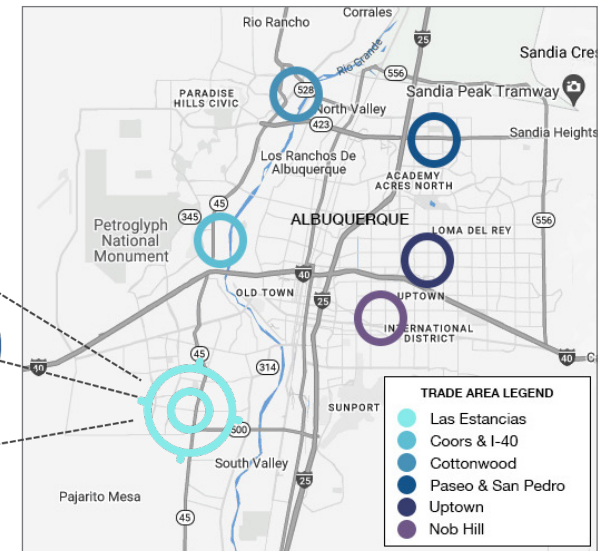 Corrales
Rio Rancho
25
Rio Grande
Sandia Cres
556
528
Sandia Peak Tramway
PARADISE
HILLS CIVIC
North Valley
423
Sandia Heights
Los Ranchos De
Albuquerque
ACADEMY
ACRES NORTH
45
345
ALBUQUERQUE
556
Petroglyph
National
Monument
LOMA DEL REY
40
OLD TOWN
25
UPTOWN
INTERNATIONAL
DISTRICT
45
40
Ca
40
314
TRADE AREA LEGEND
SUNPORT
Las Estancias
500
Coors & I-40
Cottonwood
South Valley
Paseo & San Pedro
25
Uptown
Pajarito Mesa
Nob Hill
45